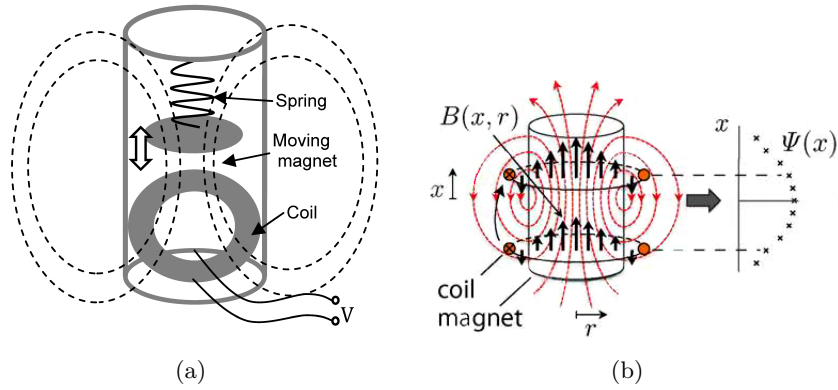 Spring
Moving
magnet
Coil
V
(a)
B(x, r)
x
Ψ(x)
x
coil
magnet
r
(b)